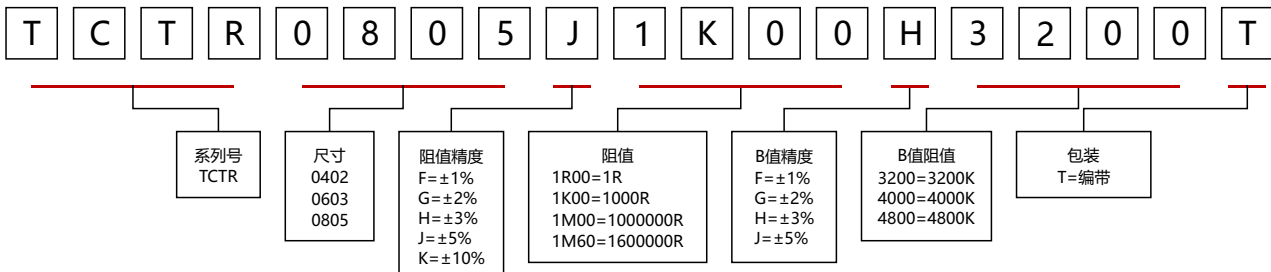 T C T R 0 8 0 5 J 1 K 0 0 H 3 2 0 0 T
系列号
TCTR
尺寸
0402
0603
0805
阻值精度
F=±1%
G=±2%
H=±3%
J=±5%
K=±10%
阻值
1R00=1R
1K00=1000R
1M00=1000000R
1M60=1600000R
B值精度
F=±1%
G=±2%
H=±3%
J=±5%
B值阻值
3200=3200K
4000=4000K
4800=4800K
包装
T=编带